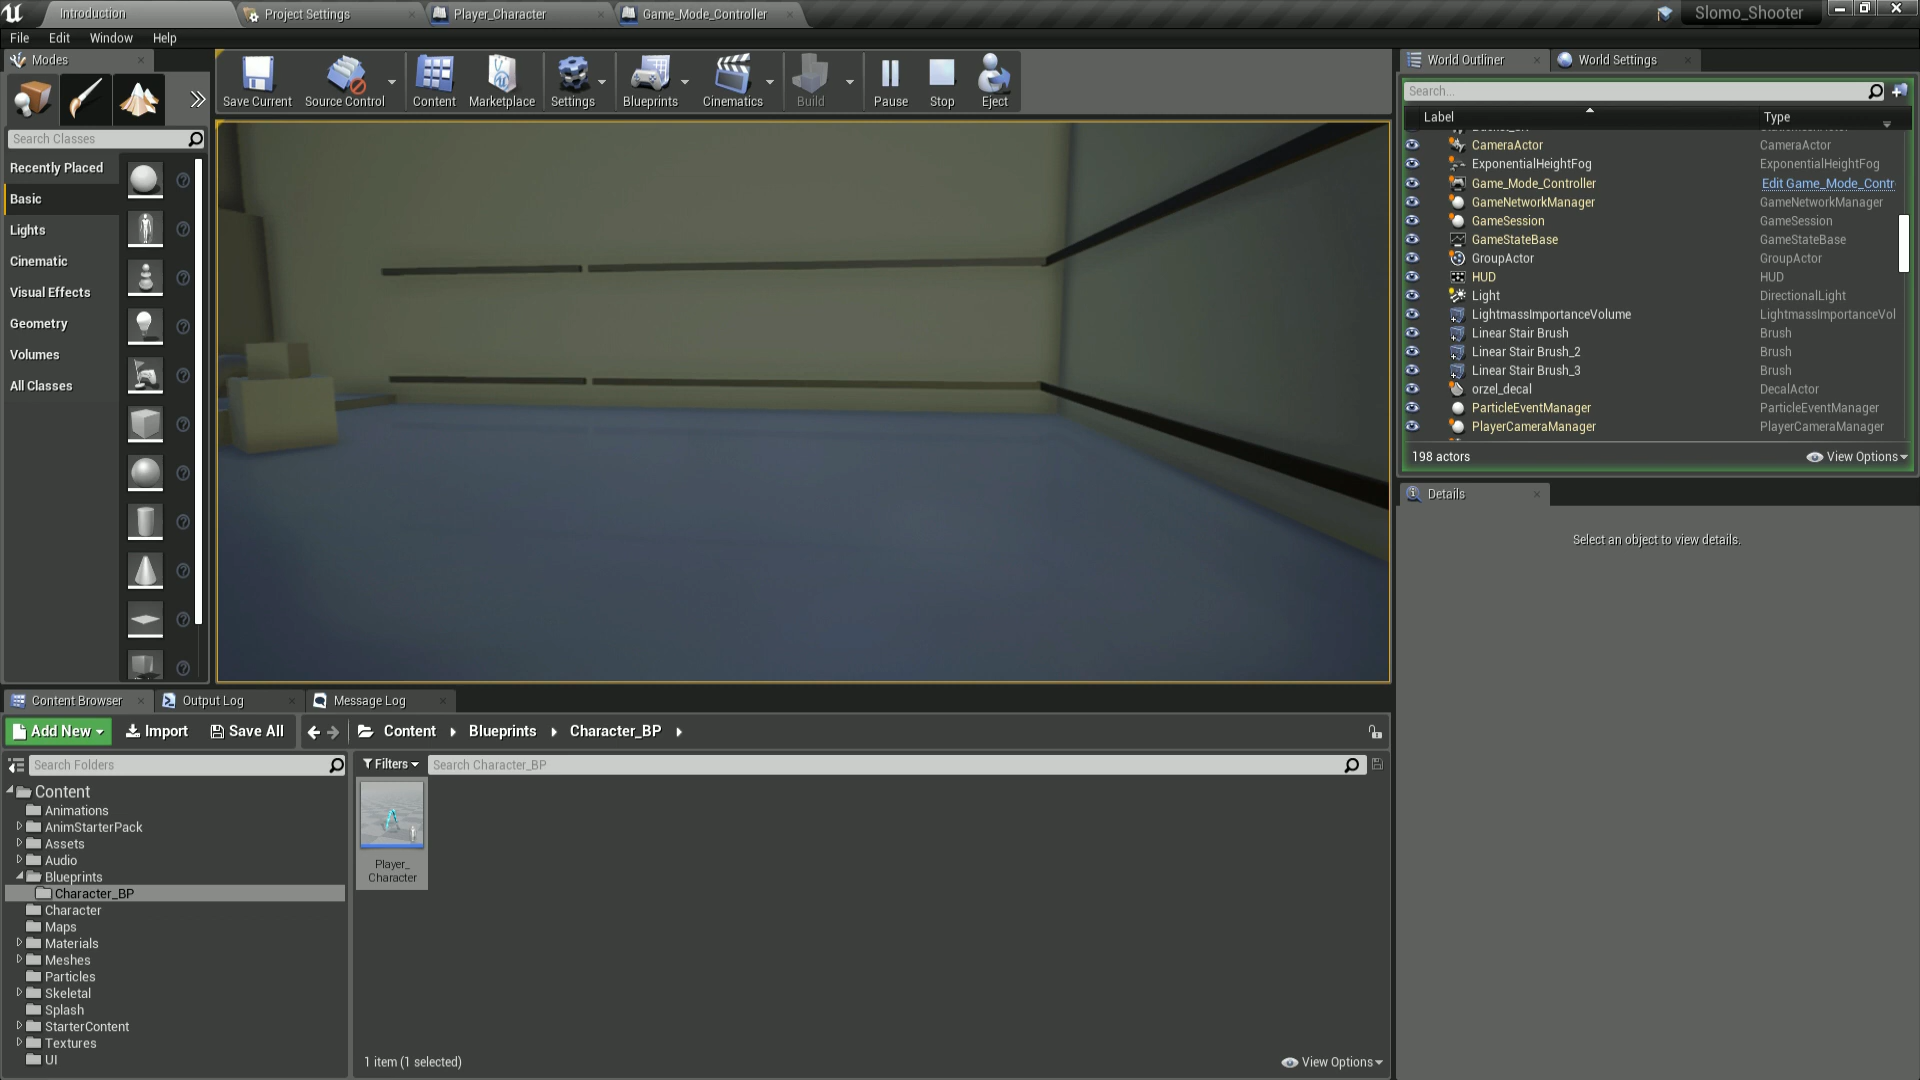 Introduction
Project Settings
Player_Character
Game_Mode_Controller
Slomo_Shooter
File
Edit
Window
Help
Modes
Search Classes
Recently Placed
Basic
Lights
Cinematic
Visual Effects
Geometry
Volumes
All Classes
Save Current
Source Control
Content
Marketplace
Settings
Blueprints
Cinematics
Build
Pause
Stop
Eject
World Outliner
World Settings
Search...
Label
Type
CameraActor
CameraActor
ExponentialHeightFog
ExponentialHeightFog
Game_Mode_Controller
Edit Game_Mode_Contr
GameNetworkManager
GameNetworkManager
GameSession
GameSession
GameStateBase
GameStateBase
GroupActor
GroupActor
HUD
HUD
Light
DirectionalLight
LightmassImportanceVolume
LightmassImportanceVol
Linear Stair Brush
Brush
Linear Stair Brush_2
Brush
Linear Stair Brush_3
Brush
orzel_decal
DecalActor
ParticleEventManager
ParticleEventManager
PlayerCameraManager
PlayerCameraManager
198 actors
View Options
Details
Select an object to view details.
Content Browser
Output Log
Message Log
Add New
Import
Save All
Content
Blueprints
Character_BP
Search Folders
Filters
Search Character_BP
Content
Animations
AnimStarterPack
Assets
Audio
Blueprints
Character_BP
Character
Maps
Materials
Meshes
Particles
Skeletal
Splash
StarterContent
Textures
UI
Player_
Character
1 item (1 selected)
View Options